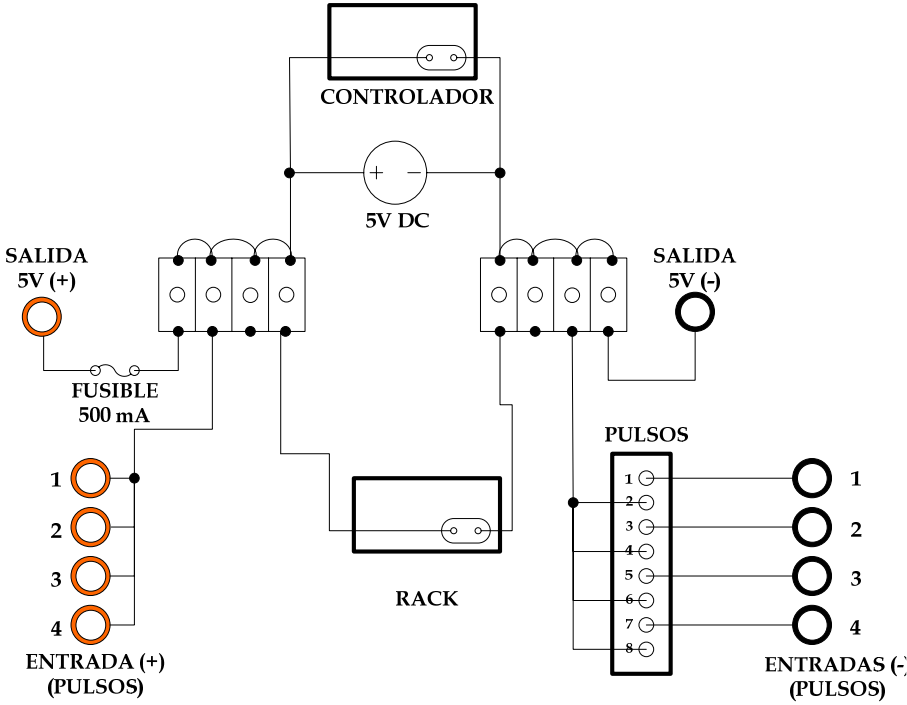 CONTROLADOR
+ −
5V DC
SALIDA
5V (+)
SALIDA
5V (-)
FUSIBLE
500 mA
PULSOS
1
2
3
4
5
6
7
8
1
2
3
4
ENTRADA (+)
(PULSOS)
RACK
1
2
3
4
ENTRADAS (-)
(PULSOS)